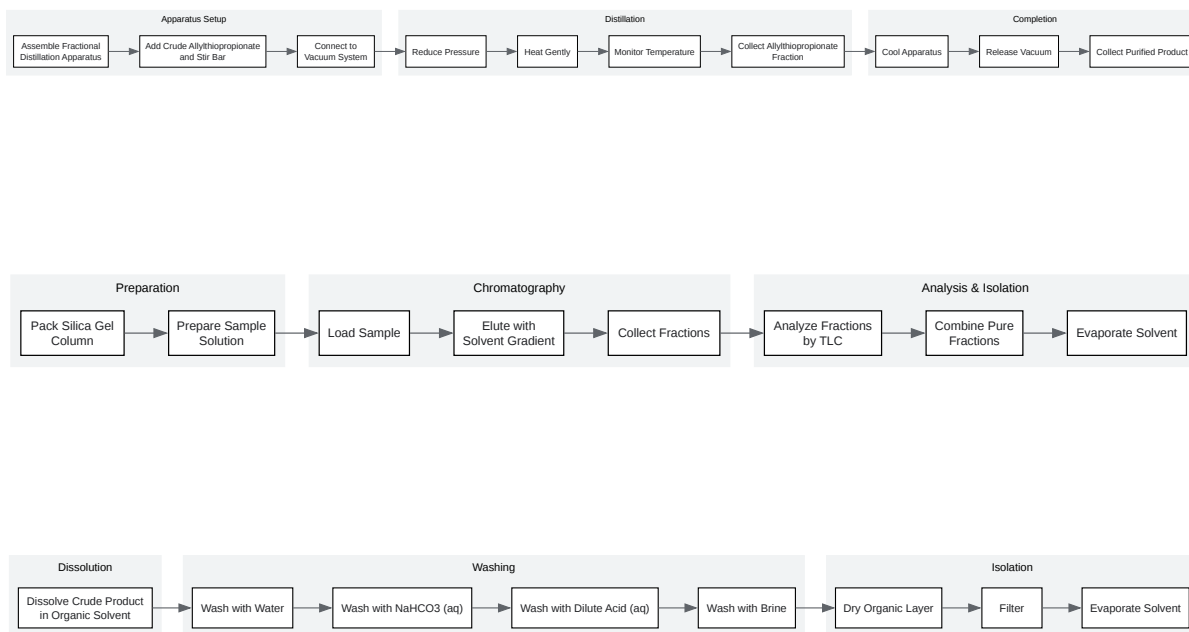 Apparatus Setup
Assemble Fractional
Distillation Apparatus
Add Crude Allylthiopropionate
and Stir Bar
Connect to
Vacuum System
Distillation
Reduce Pressure
Heat Gently
Monitor Temperature
Collect Allylthiopropionate
Fraction
Completion
Cool Apparatus
Release Vacuum
Collect Purified Product
Preparation
Pack Silica Gel
Column
Prepare Sample
Solution
Chromatography
Load Sample
Elute with
Solvent Gradient
Collect Fractions
Analysis & Isolation
Analyze Fractions
by TLC
Combine Pure
Fractions
Evaporate Solvent
Dissolution
Dissolve Crude Product
in Organic Solvent
Washing
Wash with Water
Wash with NaHCO3 (aq)
Wash with Dilute Acid (aq)
Wash with Brine
Isolation
Dry Organic Layer
Filter
Evaporate Solvent